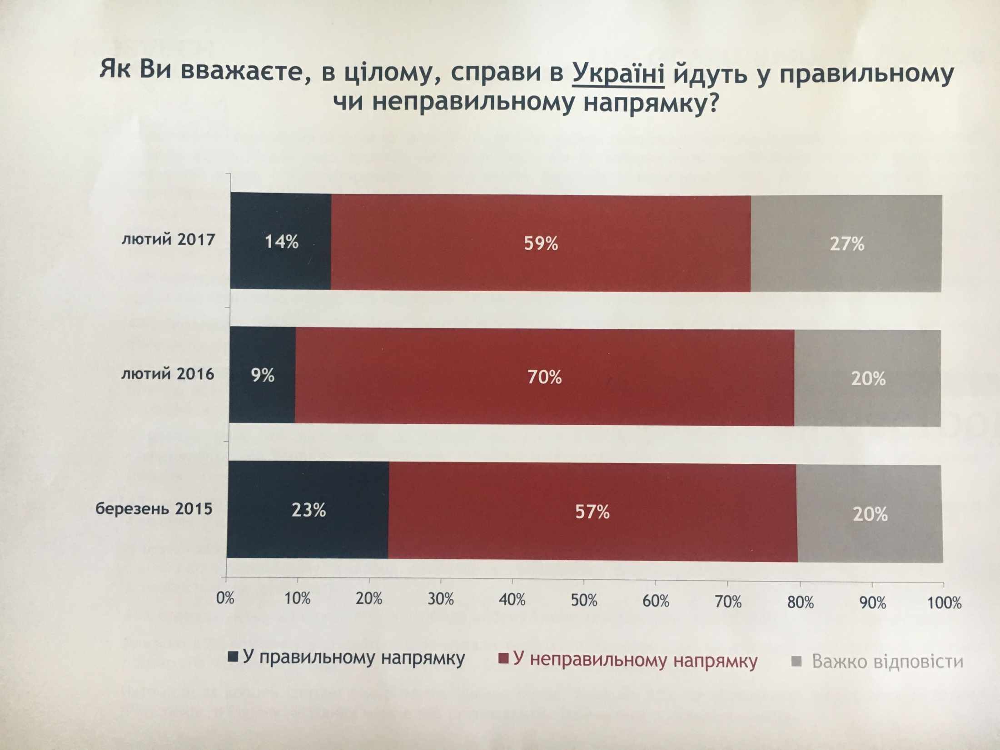 Як Ви вважаєте, в цілому, справи в Україні йдуть у правильному
чи неправильному напрямку?
лютий 2017
14%
59%
27%
лютий 2016
9%
70%
20%
березень 2015
23%
57%
20%
0% 10% 20% 30% 40% 50% 60% 70% 80% 90% 100%
У правильному напрямку У неправильному напрямку Важко відповісти